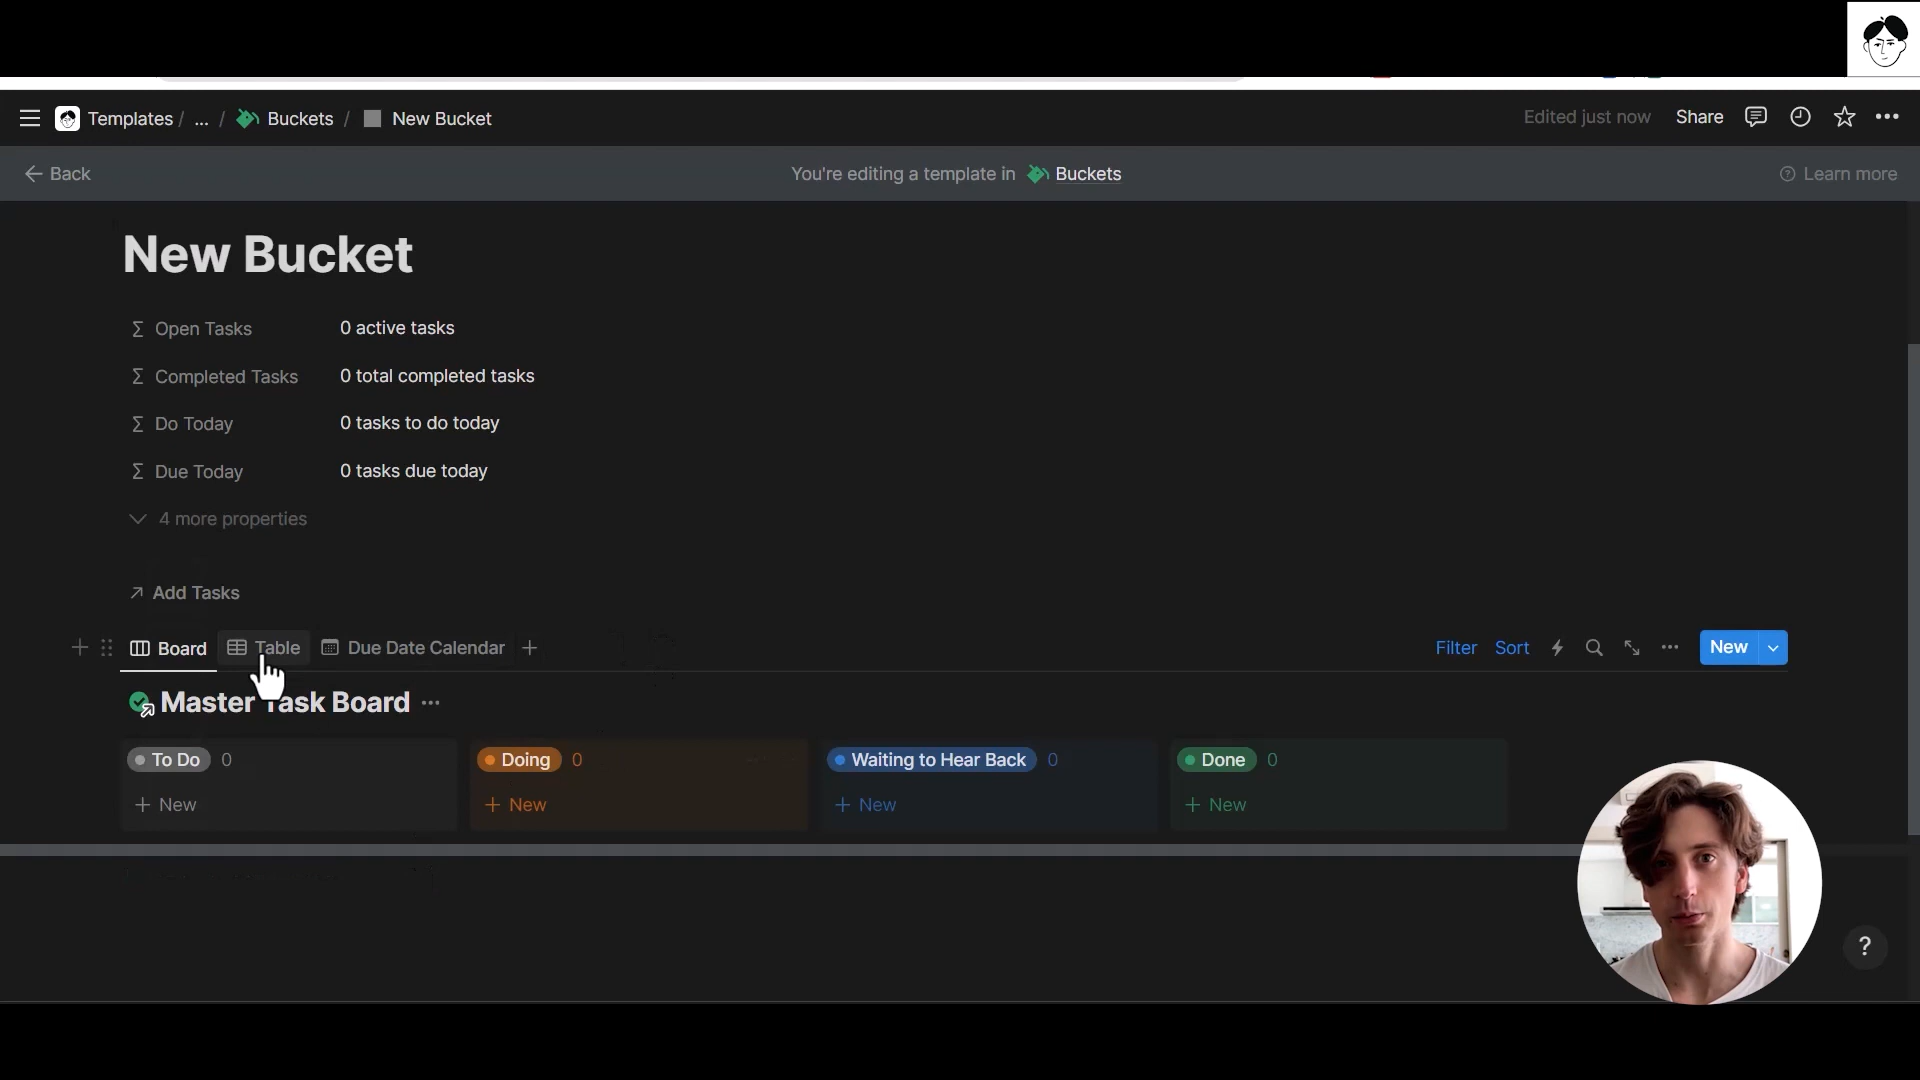 Templates / ... / Buckets / New Bucket
Edited just now Share
Back
You're editing a template in Buckets
Learn more
New Bucket
Open Tasks 0 active tasks
Completed Tasks 0 total completed tasks
Do Today 0 tasks to do today
Due Today 0 tasks due today
4 more properties
Add Tasks
Board Table Due Date Calendar
Filter Sort New
Master Task Board
To Do 0 Doing 0 Waiting to Hear Back 0 Done 0
+ New + New + New + New
?